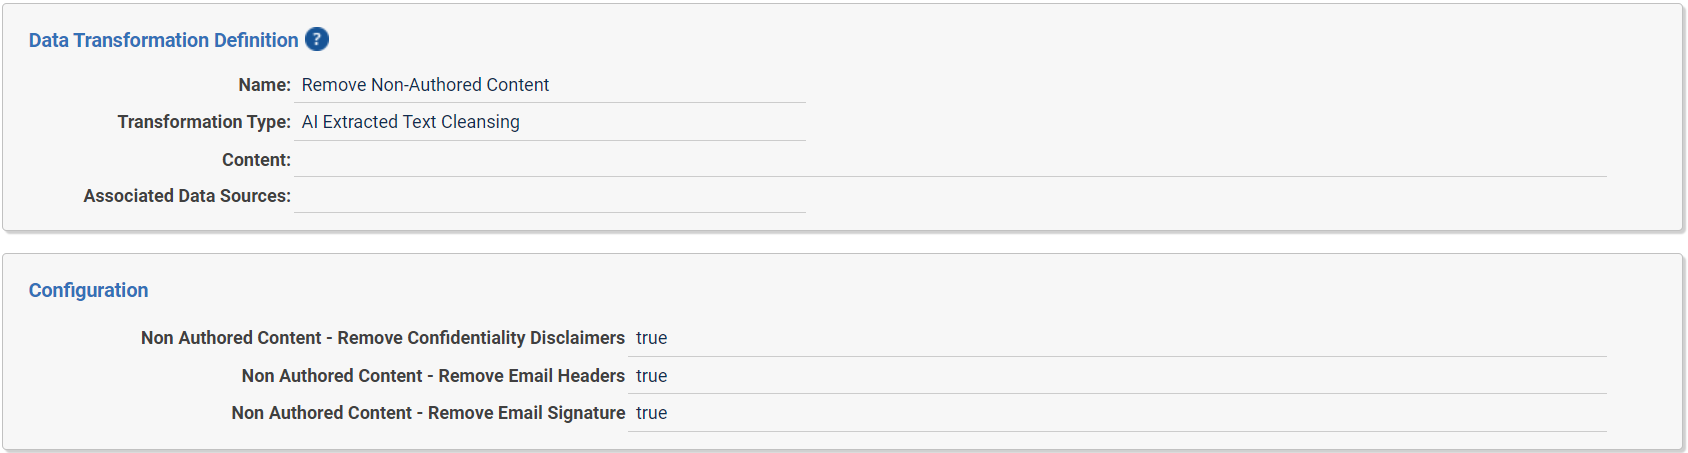 Data Transformation Definition ?
Name: Remove Non-Authored Content
Transformation Type: AI Extracted Text Cleansing
Content:
Associated Data Sources:
Configuration
Non Authored Content - Remove Confidentiality Disclaimers true
Non Authored Content - Remove Email Headers true
Non Authored Content - Remove Email Signature true